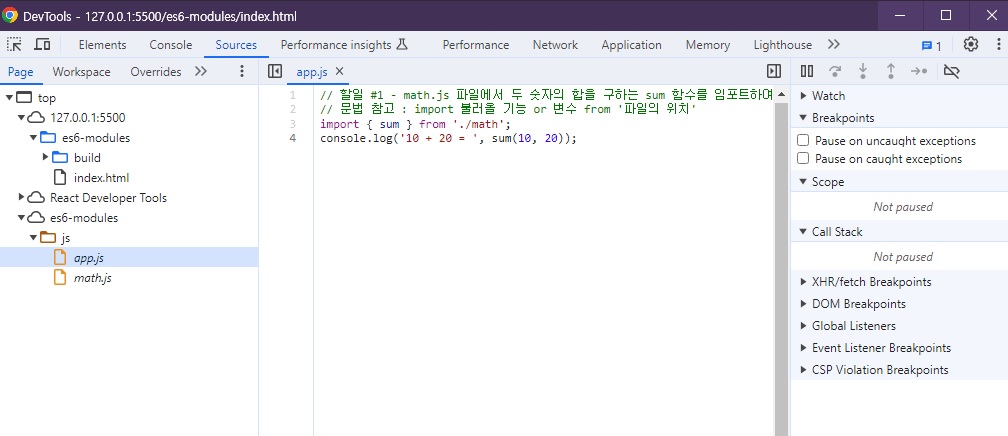 DevTools - 127.0.0.1:5500/es6-modules/index.html
Elements Console Sources Performance insights Performance Network Application Memory Lighthouse 1
Page Workspace Overrides
app.js
top
127.0.0.1:5500
es6-modules
build
index.html
React Developer Tools
es6-modules
js
app.js
math.js
1 // 할일 #1 - math.js 파일에서 두 숫자의 합을 구하는 sum 함수를 임포트하여
2 // 문법 참고 : import 불러올 기능 or 변수 from '파일의 위치'
3 import { sum } from './math';
4 console.log('10 + 20 = ', sum(10, 20));
Watch
Breakpoints
Pause on uncaught exceptions
Pause on caught exceptions
Scope
Not paused
Call Stack
Not paused
XHR/fetch Breakpoints
DOM Breakpoints
Global Listeners
Event Listener Breakpoints
CSP Violation Breakpoints